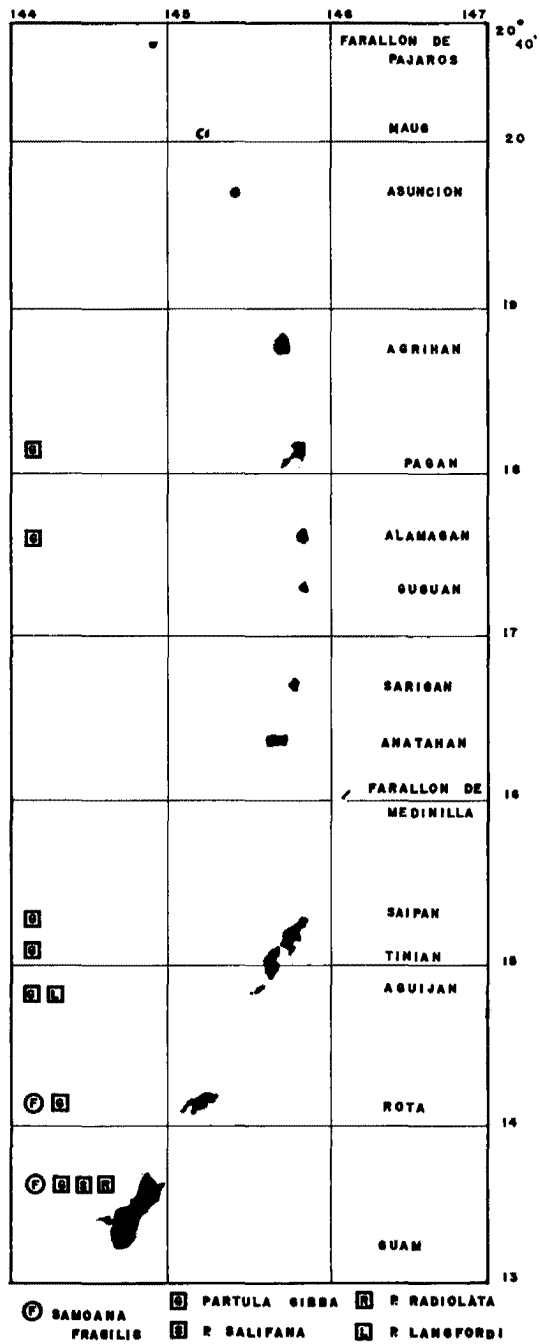 144 145 146 147
20°
FARALLON DE 40'
PAJAROS
MAUG
20
ASUNCION
19
AGRIHAN
G
PAGAN
18
G ALAMAGAN
GUGUAN
17
SARIGAN
ANATAHAN
FARALLON DE
16
MEDINILLA
G SAIPAN
G TINIAN
15
G L AGUIJAN
F G ROTA
14
F G S R
GUAM
13
G PARTULA GIBBA R P. RADIOLATA
F SAMOANA
FRAGILIS S P. SALIFANA L P. LANGFORDI